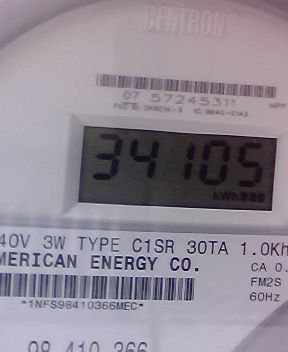 CENTRON®
07 57245311
34105
kWh
40V 3W TYPE C1SR 30TA 1.0Kh
MERICAN ENERGY CO.
CA 0.
FM2S
60Hz
*1NFS98410366MEC*
98 410 366